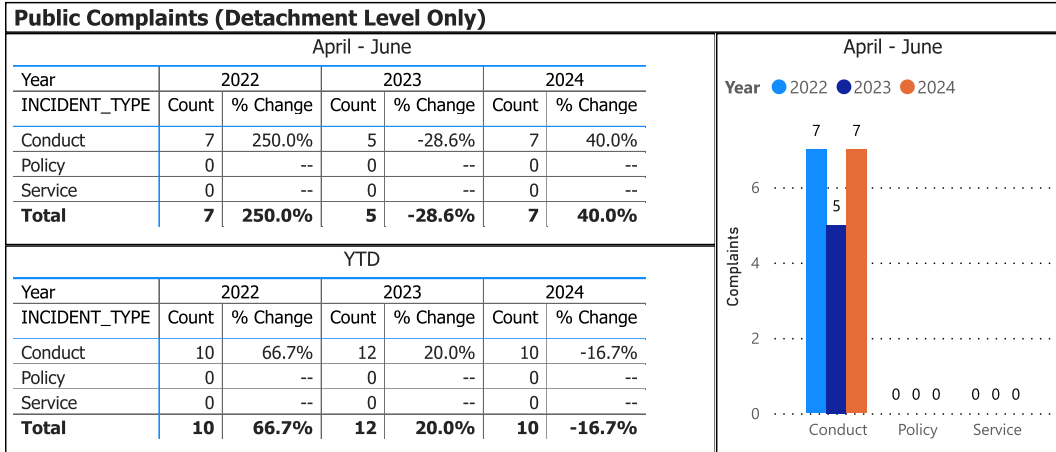 Public Complaints (Detachment Level Only)
April - June
Year 2022 2023 2024
INCIDENT_TYPE Count % Change Count % Change Count % Change
Conduct 7 250.0% 5 -28.6% 7 40.0%
Policy 0 -- 0 -- 0 --
Service 0 -- 0 -- 0 --
Total 7 250.0% 5 -28.6% 7 40.0%
YTD
Year 2022 2023 2024
INCIDENT_TYPE Count % Change Count % Change Count % Change
Conduct 10 66.7% 12 20.0% 10 -16.7%
Policy 0 -- 0 -- 0 --
Service 0 -- 0 -- 0 --
Total 10 66.7% 12 20.0% 10 -16.7%
April - June
Year 2022 2023 2024
7 7
5
6
4
2
0
Complaints
0 0 0 0 0 0
Conduct Policy Service